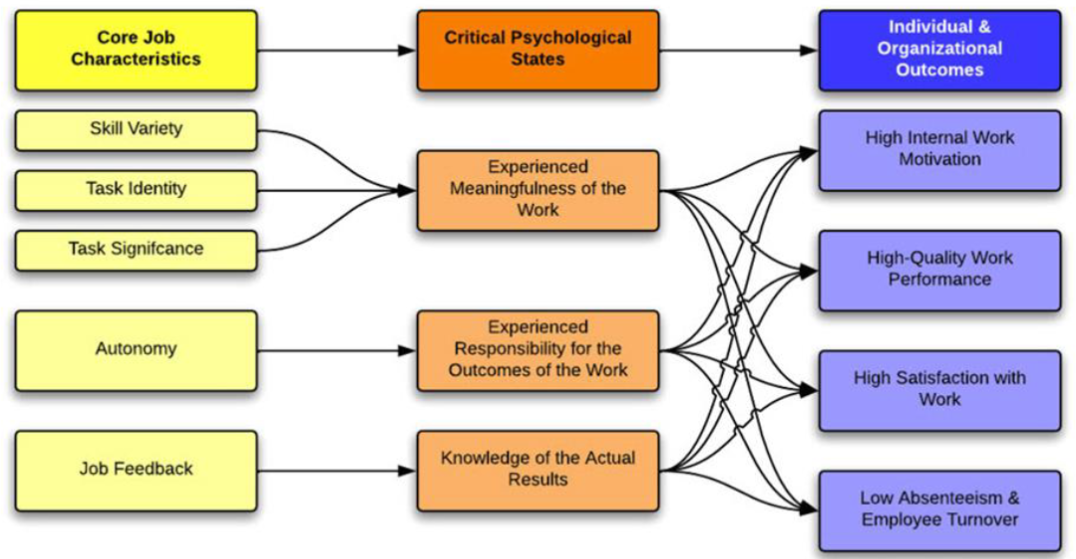 Core Job
Characteristics
Critical Psychological
States
Individual &
Organizational
Outcomes
Skill Variety
Task Identity
Task Signifcance
Autonomy
Job Feedback
Experienced
Meaningfulness of the
Work
Experienced
Responsibility for the
Outcomes of the Work
Knowledge of the Actual
Results
High Internal Work
Motivation
High-Quality Work
Performance
High Satisfaction with
Work
Low Absenteeism &
Employee Turnover